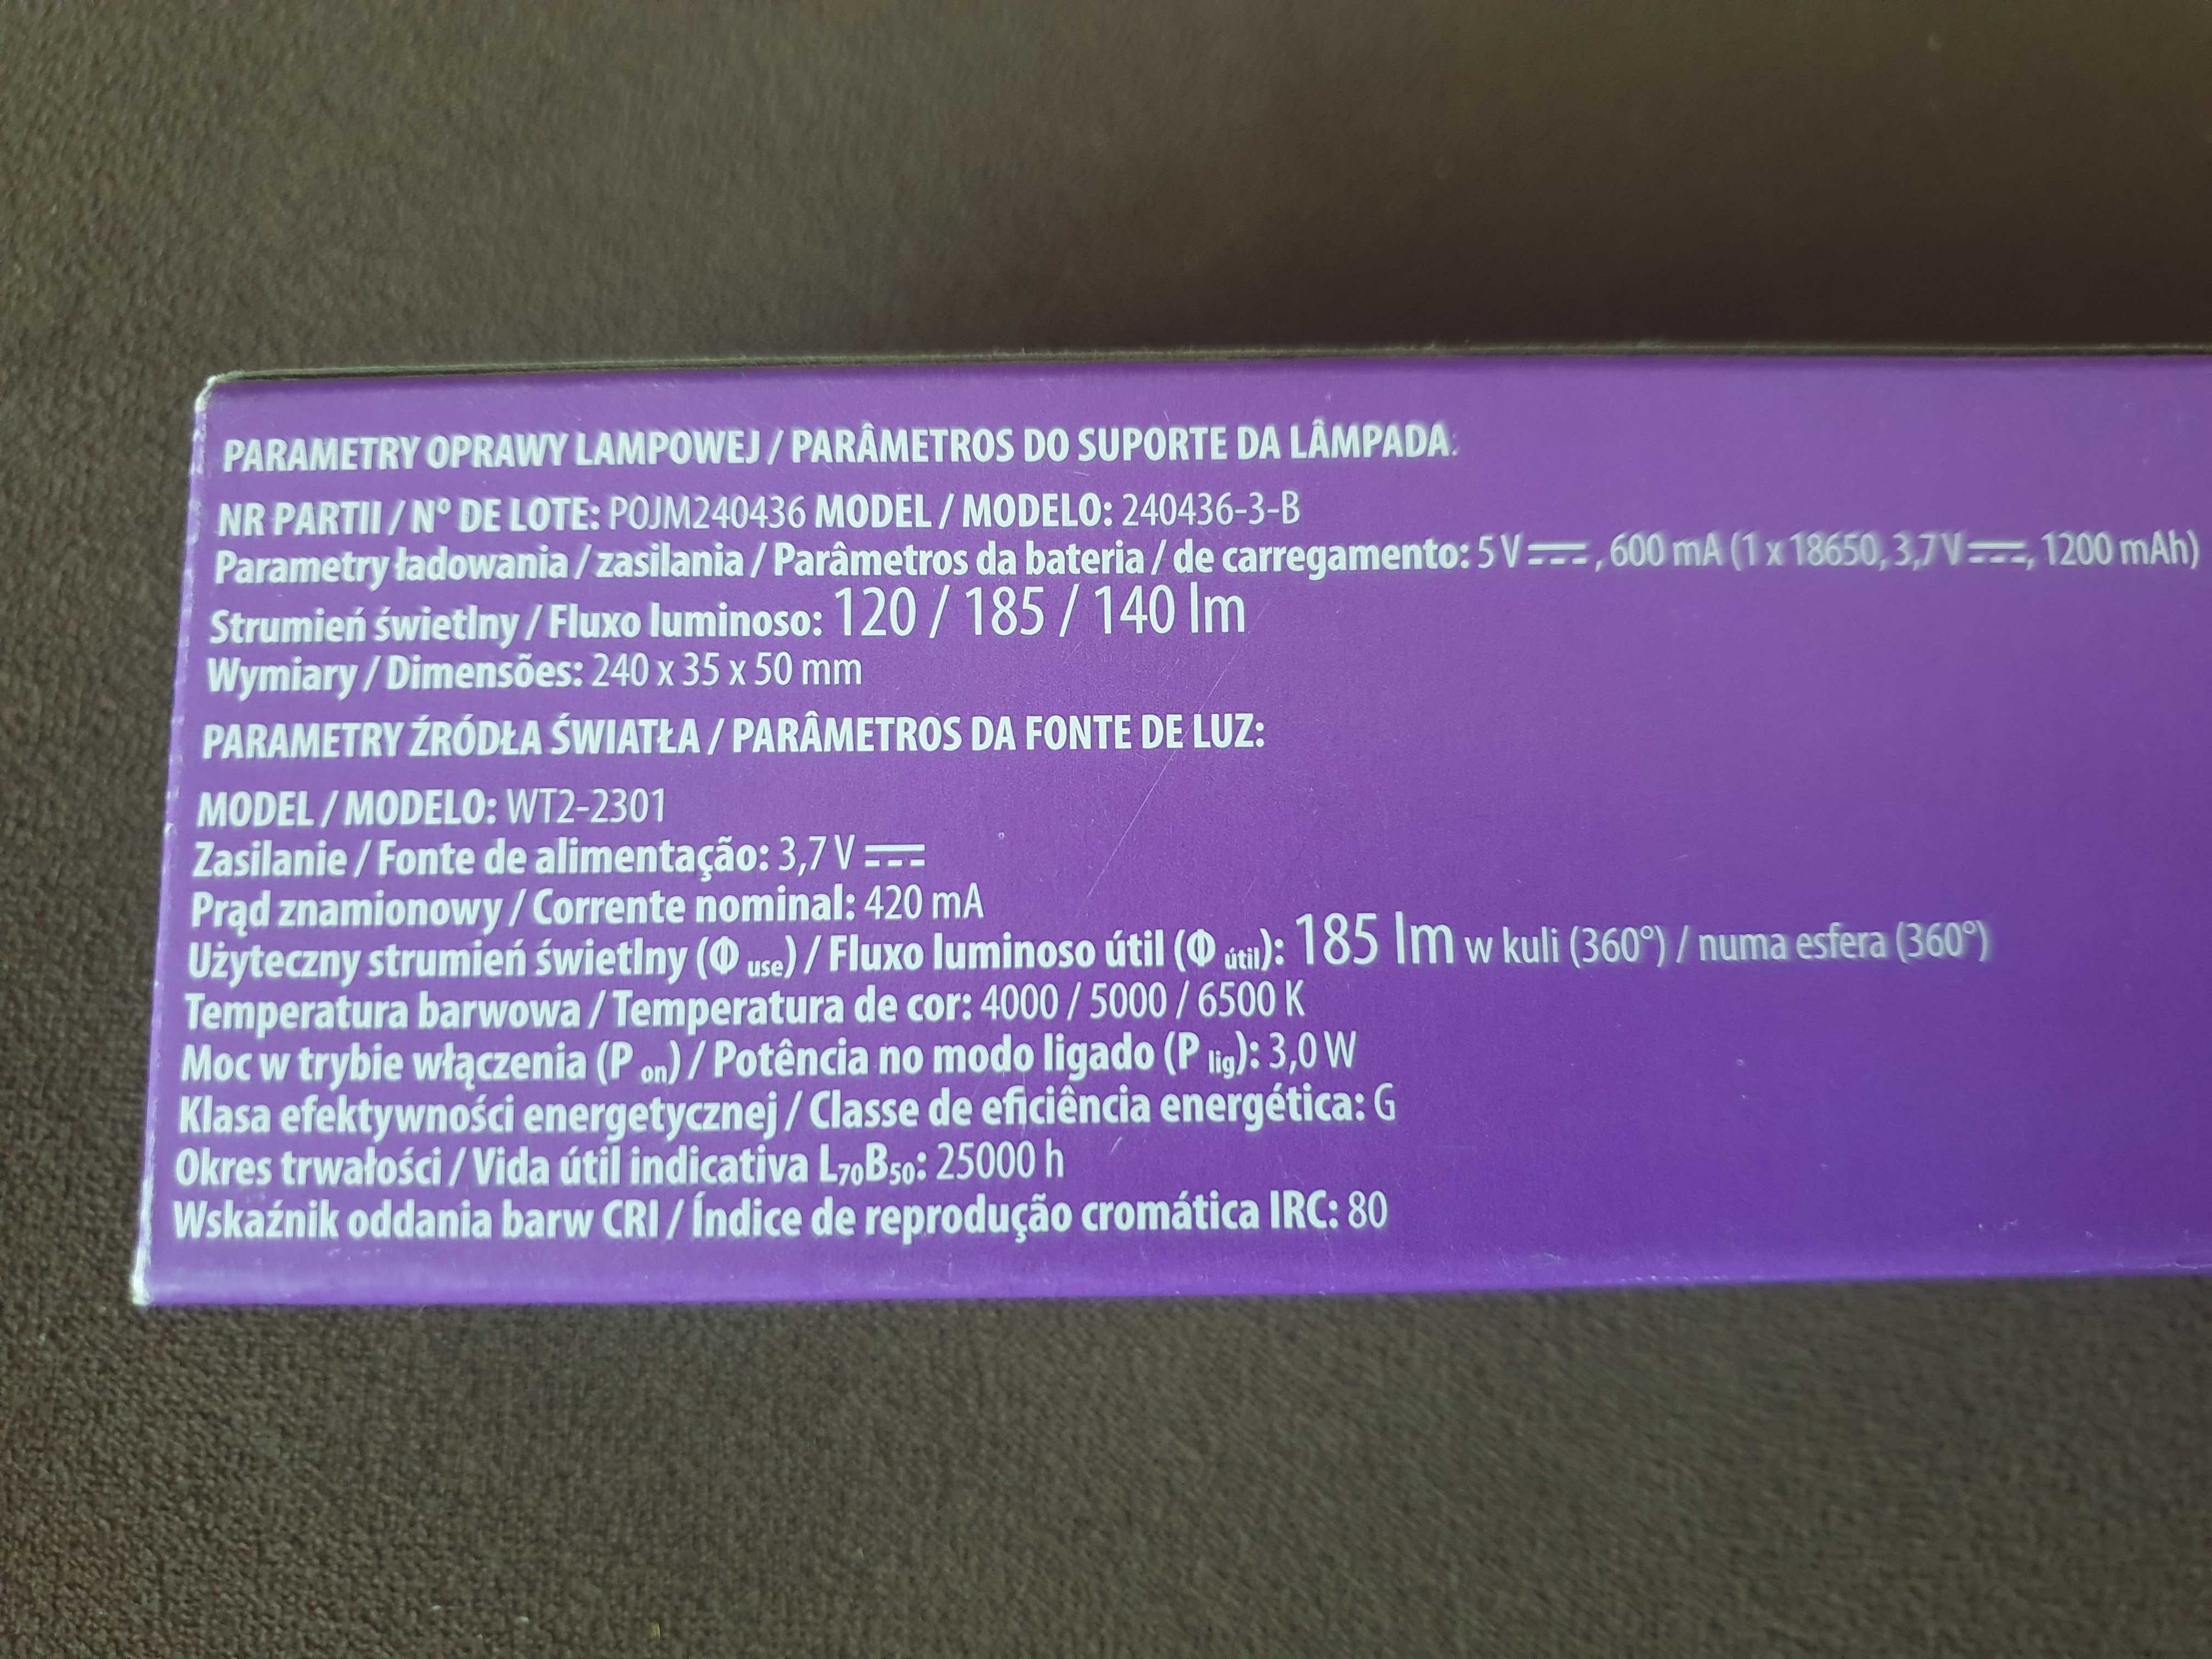 PARAMETRY OPRAWY LAMPOWEJ / PARÂMETROS DO SUPORTE DA LÂMPADA:
NR PARTII / Nº DE LOTE: POJM240436 MODEL / MODELO: 240436-3-B
Parametry ładowania / zasilania / Parâmetros da bateria / de carregamento: 5 V ⎓, 600 mA (1 x 18650, 3,7 V ⎓, 1200 mAh)
Strumień świetlny / Fluxo luminoso: 120 / 185 / 140 lm
Wymiary / Dimensões: 240 x 35 x 50 mm
PARAMETRY ŹRÓDŁA ŚWIATŁA / PARÂMETROS DA FONTE DE LUZ:
MODEL / MODELO: WT2-2301
Zasilanie / Fonte de alimentação: 3,7 V ⎓
Prąd znamionowy / Corrente nominal: 420 mA
Użyteczny strumień świetlny (Φ use) / Fluxo luminoso útil (Φ útil): 185 lm w kuli (360°) / numa esfera (360°)
Temperatura barwowa / Temperatura de cor: 4000 / 5000 / 6500 K
Moc w trybie włączenia (P on) / Potência no modo ligado (P lig): 3,0 W
Klasa efektywności energetycznej / Classe de eficiência energética: G
Okres trwałości / Vida útil indicativa L70B50: 25000 h
Wskaźnik oddania barw CRI / Índice de reprodução cromática IRC: 80